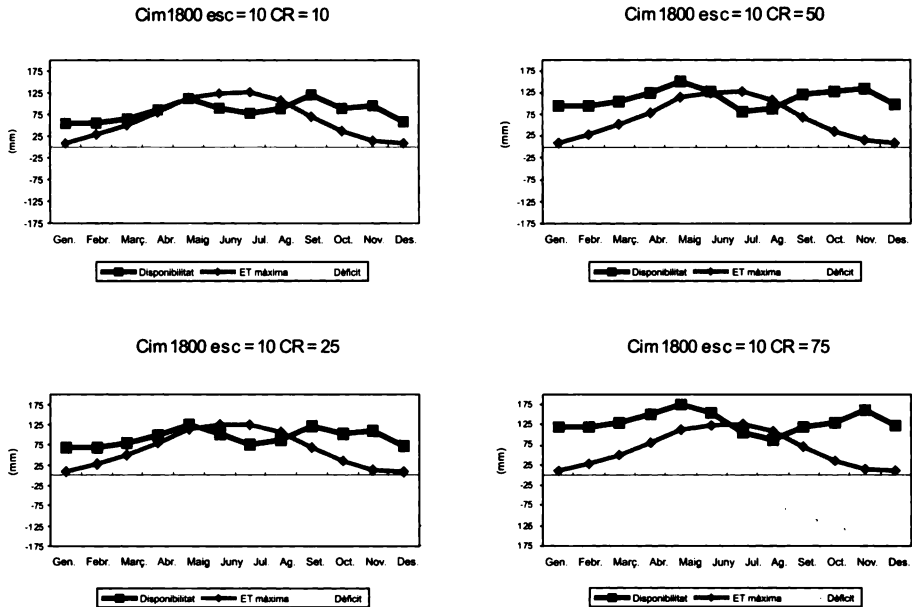 Cim 1800 esc = 10 CR = 10
175
125
75
25
-25
-75
-125
-175
(mm)
Gen. Febr. Març. Abr. Maig Juny Jul. Ag. Set. Oct. Nov. Des.
Disponibilitat ET màxima Dèficit
Cim 1800 esc = 10 CR = 50
175
125
75
25
-25
-75
-125
-175
(mm)
Gen. Febr. Març. Abr. Maig Juny Jul. Ag. Set. Oct. Nov. Des.
Disponibilitat ET màxima Dèficit
Cim 1800 esc = 10 CR = 25
175
125
75
25
-25
-75
-125
-175
(mm)
Gen. Febr. Març. Abr. Maig Juny Jul. Ag. Set. Oct. Nov. Des.
Disponibilitat ET màxima Dèficit
Cim 1800 esc = 10 CR = 75
175
125
75
25
-25
-75
125
175
(mm)
Gen. Febr. Març. Abr. Maig Juny Jul. Ag. Set. Oct. Nov. Des.
Disponibilitat ET màxima Dèficit